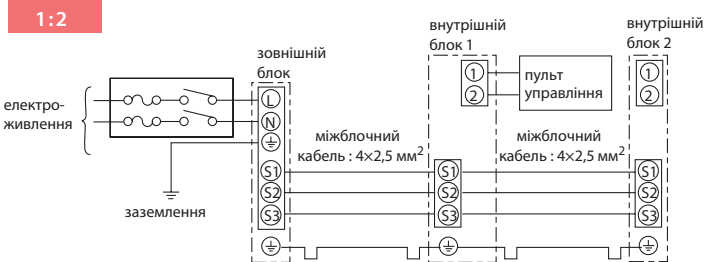 1:2
зовнішній
блок
внутрішній
блок 1
внутрішній
блок 2
електро-
живлення
L
N
заземлення
1
2
пульт
управління
1
2
міжблочний
кабель : 4×2,5 мм²
міжблочний
кабель : 4×2,5 мм²
S1
S2
S3
S1
S2
S3
S1
S2
S3